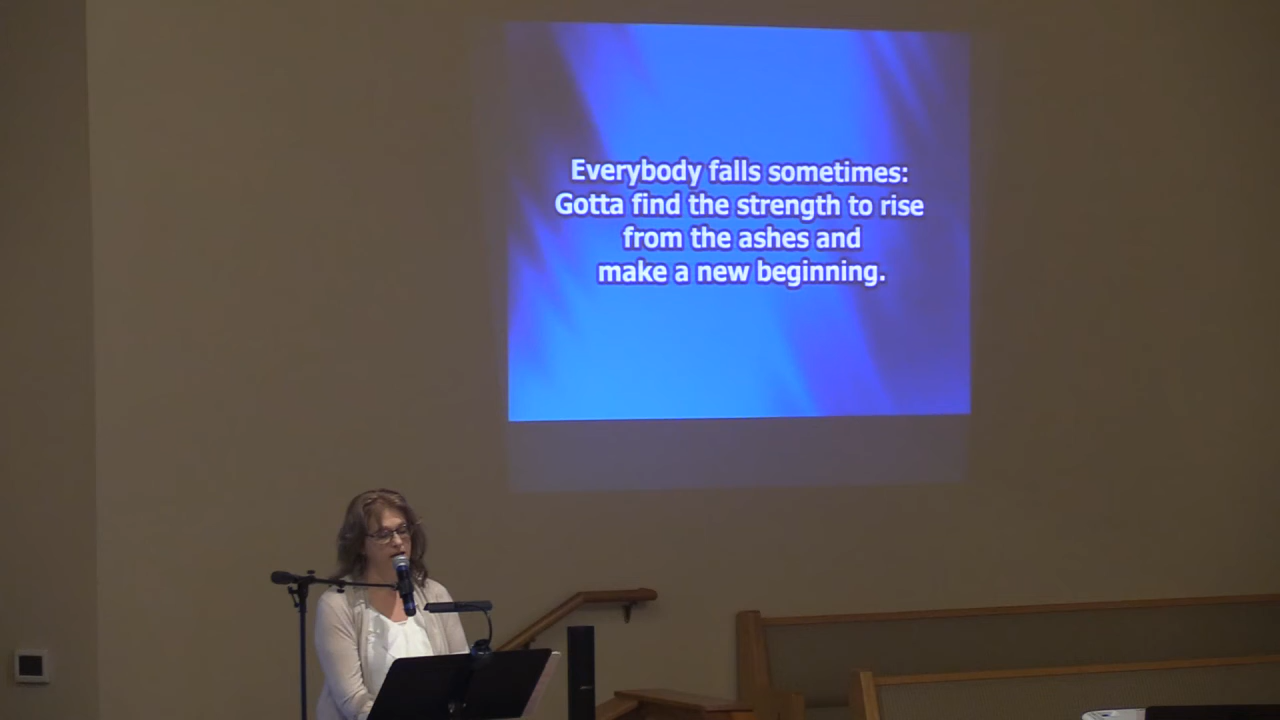 Everybody falls sometimes:
Gotta find the strength to rise
from the ashes and
make a new beginning.